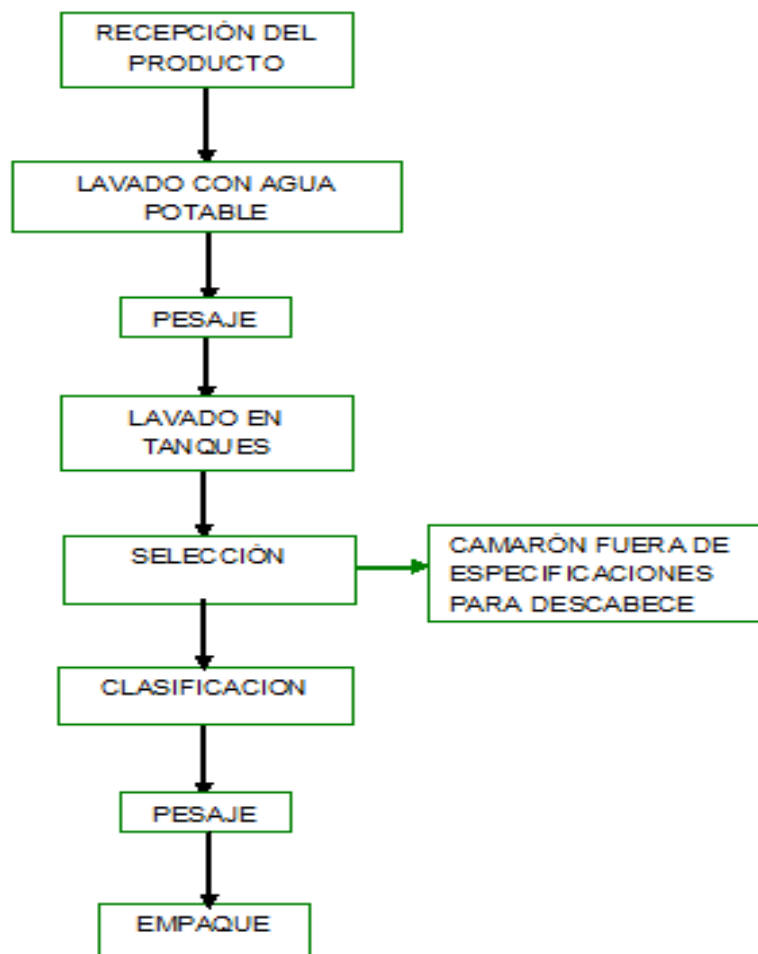 RECEPCIÓN DEL
PRODUCTO
LAVADO CON AGUA
POTABLE
PESAJE
LAVADO EN
TANQUES
SELECCIÓN
CAMARÓN FUERA DE
ESPECIFICACIONES
PARA DESCABECE
CLASIFICACION
PESAJE
EMPAQUE